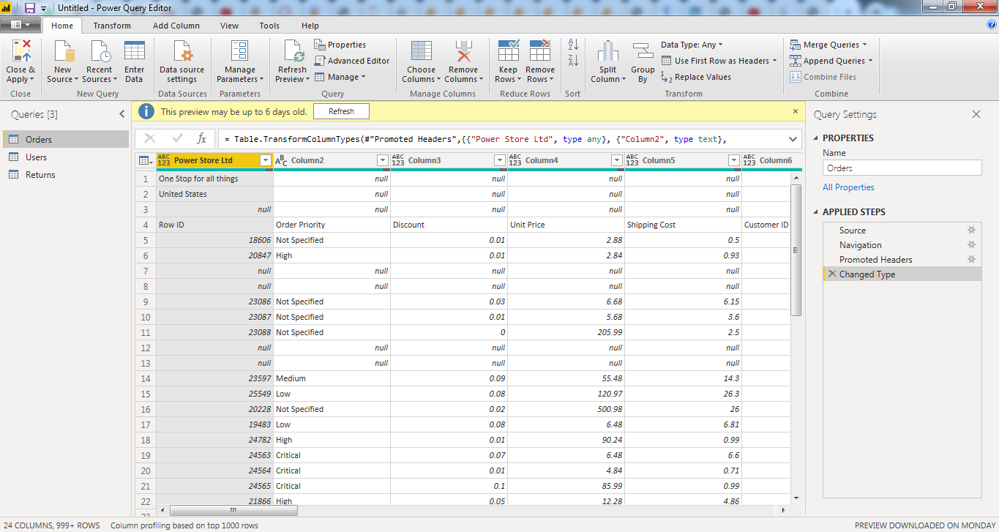 Untitled - Power Query Editor
Home Transform Add Column View Tools Help
Close & Apply
New Source
Recent Sources
Enter Data
Data source settings
Manage Parameters
Refresh Preview
Properties
Advanced Editor
Manage
Choose Columns
Remove Columns
Keep Rows
Remove Rows
Split Column
Group By
Data Type: Any
Use First Row as Headers
Replace Values
Merge Queries
Append Queries
Combine Files
Close New Query Data Sources Parameters Query Manage Columns Reduce Rows Sort Transform Combine
Queries [3]
Orders
Users
Returns
This preview may be up to 6 days old. Refresh
fx = Table.TransformColumnTypes(#"Promoted Headers",{{"Power Store Ltd", type any}, {"Column2", type text},
ABC 123 Power Store Ltd ABC Column2 ABC 123 Column3 ABC 123 Column4 ABC 123 Column5 ABC 123 Column6
1 One Stop for all things null null null null
2 United States null null null null
3 null null null null null
4 Row ID Order Priority Discount Unit Price Shipping Cost Customer ID
5 18606 Not Specified 0.01 2.88 0.5
6 20847 High 0.01 2.84 0.93
7 null null null null null
8 null null null null null
9 23086 Not Specified 0.03 6.68 6.15
10 23087 Not Specified 0.01 5.68 3.6
11 23088 Not Specified 0 205.99 2.5
12 null null null null null
13 null null null null null
14 23597 Medium 0.09 55.48 14.3
15 25549 Low 0.08 120.97 26.3
16 20228 Not Specified 0.02 500.98 26
17 19483 Low 0.08 6.48 6.81
18 24782 High 0.01 90.24 0.99
19 24563 Critical 0.07 6.48 6.6
20 24564 Critical 0.01 4.84 0.71
21 24565 Critical 0.1 85.99 0.99
22 21866 High 0.05 12.28 4.86
Query Settings
PROPERTIES
Name
Orders
All Properties
APPLIED STEPS
Source
Navigation
Promoted Headers
Changed Type
24 COLUMNS, 999+ ROWS Column profiling based on top 1000 rows PREVIEW DOWNLOADED ON MONDAY